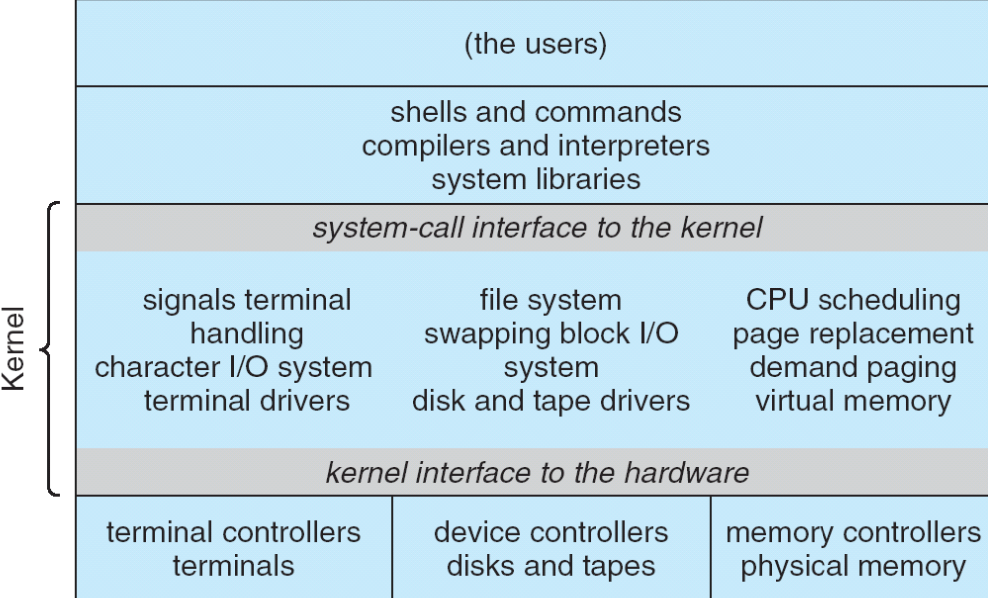 (the users)
shells and commands
compilers and interpreters
system libraries
Kernel
system-call interface to the kernel
signals terminal
handling
character I/O system
terminal drivers
file system
swapping block I/O
system
disk and tape drivers
CPU scheduling
page replacement
demand paging
virtual memory
kernel interface to the hardware
terminal controllers
terminals
device controllers
disks and tapes
memory controllers
physical memory